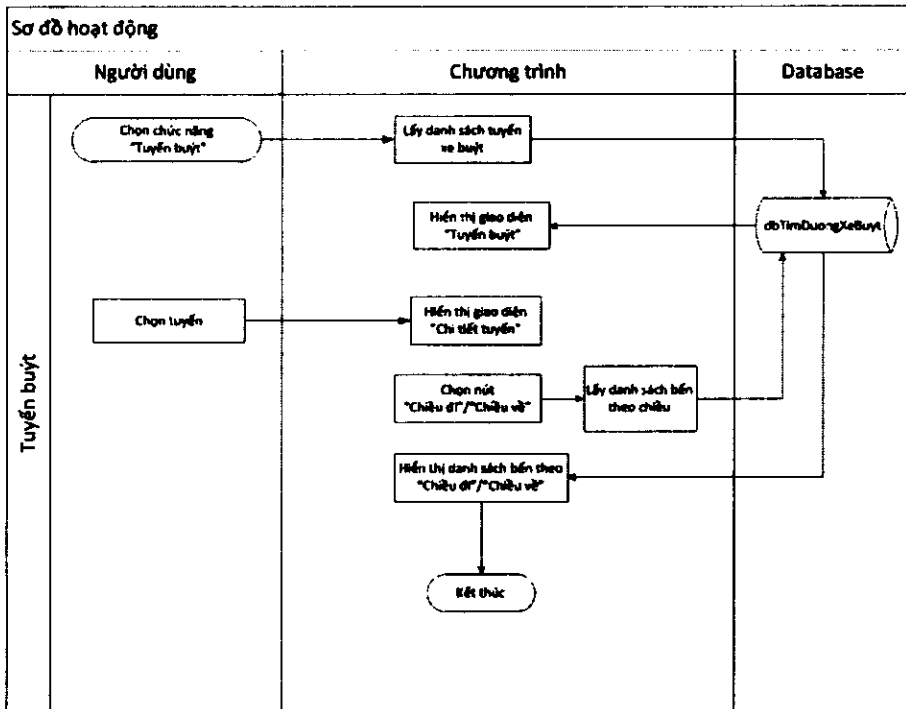 Sơ đồ hoạt động
Người dùng
Chương trình
Database
Tuyến buýt
Chọn chức năng
"Tuyến buýt"
Lấy danh sách tuyến
xe buýt
Hiển thị giao diện
"Tuyến buýt"
dbTimDuongXeBuyt
Chọn tuyến
Hiển thị giao diện
"Chi tiết tuyến"
Chọn nút
"Chiều đi"/"Chiều về"
Lấy danh sách bến
theo chiều
Hiển thị danh sách bến theo
"Chiều đi"/"Chiều về"
Kết thúc